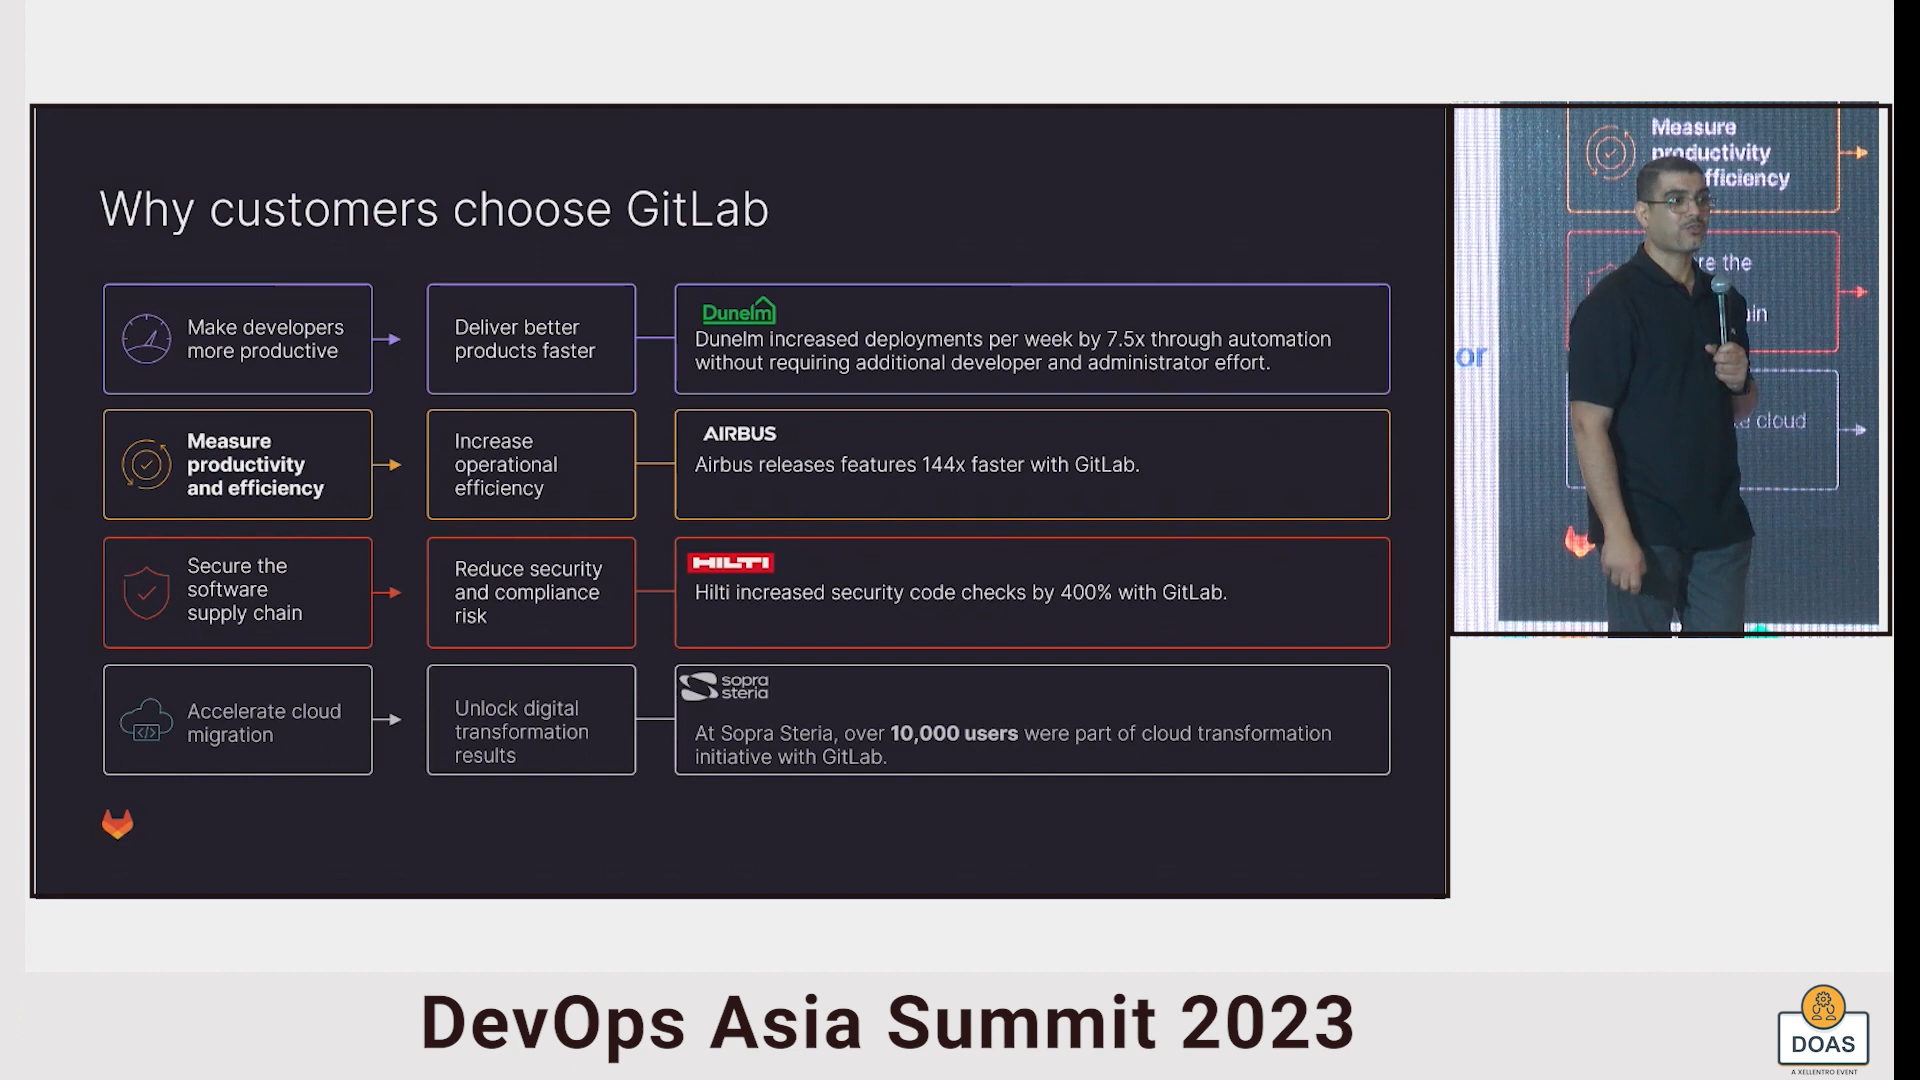 Why customers choose GitLab
Make developers
more productive
Deliver better
products faster
Dunelm
Dunelm increased deployments per week by 7.5x through automation
without requiring additional developer and administrator effort.
Measure
productivity
and efficiency
Increase
operational
efficiency
AIRBUS
Airbus releases features 144x faster with GitLab.
Secure the
software
supply chain
Reduce security
and compliance
risk
HILTI
Hilti increased security code checks by 400% with GitLab.
Accelerate cloud
migration
Unlock digital
transformation
results
sopra
steria
At Sopra Steria, over 10,000 users were part of cloud transformation
initiative with GitLab.
Measure
productivity
the
cloud
or
DevOps Asia Summit 2023
DOAS
A XELLENTRO EVENT